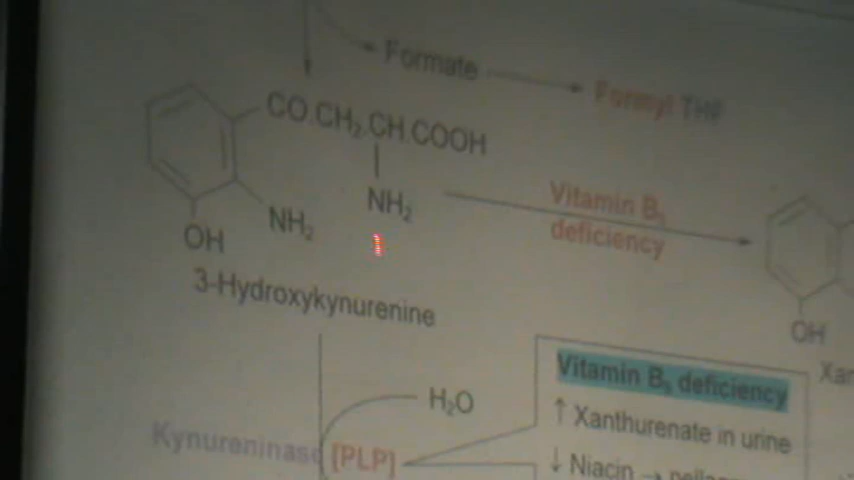 Formate
Formyl THF
CO.CH₂.CH.COOH
NH₂
Vitamin B₆
deficiency
NH₂
OH
3-Hydroxykynurenine
OH
H₂O
Vitamin B₆ deficiency
↑ Xanthurenate in urine
Kynureninase [PLP]
↓ Niacin →